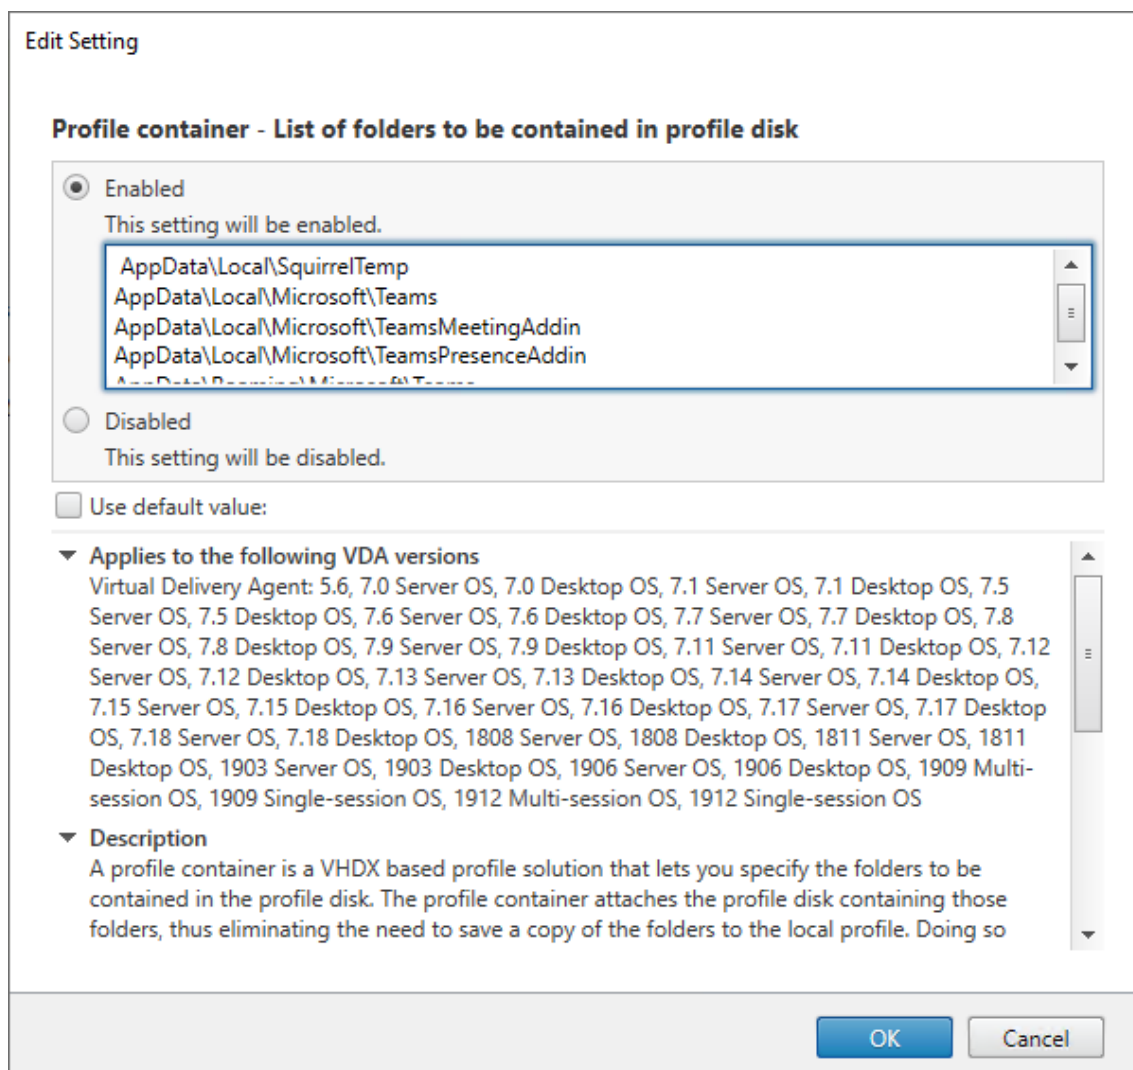 Edit Setting
Profile container - List of folders to be contained in profile disk
Enabled
This setting will be enabled.
AppData\Local\SquirrelTemp
AppData\Local\Microsoft\Teams
AppData\Local\Microsoft\TeamsMeetingAddin
AppData\Local\Microsoft\TeamsPresenceAddin
AppData\Roaming\Microsoft\Teams
Disabled
This setting will be disabled.
Use default value:
Applies to the following VDA versions
Virtual Delivery Agent: 5.6, 7.0 Server OS, 7.0 Desktop OS, 7.1 Server OS, 7.1 Desktop OS, 7.5
Server OS, 7.5 Desktop OS, 7.6 Server OS, 7.6 Desktop OS, 7.7 Server OS, 7.7 Desktop OS, 7.8
Server OS, 7.8 Desktop OS, 7.9 Server OS, 7.9 Desktop OS, 7.11 Server OS, 7.11 Desktop OS, 7.12
Server OS, 7.12 Desktop OS, 7.13 Server OS, 7.13 Desktop OS, 7.14 Server OS, 7.14 Desktop OS,
7.15 Server OS, 7.15 Desktop OS, 7.16 Server OS, 7.16 Desktop OS, 7.17 Server OS, 7.17 Desktop
OS, 7.18 Server OS, 7.18 Desktop OS, 1808 Server OS, 1808 Desktop OS, 1811 Server OS, 1811
Desktop OS, 1903 Server OS, 1903 Desktop OS, 1906 Server OS, 1906 Desktop OS, 1909 Multi-
session OS, 1909 Single-session OS, 1912 Multi-session OS, 1912 Single-session OS
Description
A profile container is a VHDX based profile solution that lets you specify the folders to be
contained in the profile disk. The profile container attaches the profile disk containing those
folders, thus eliminating the need to save a copy of the folders to the local profile. Doing so
OK
Cancel